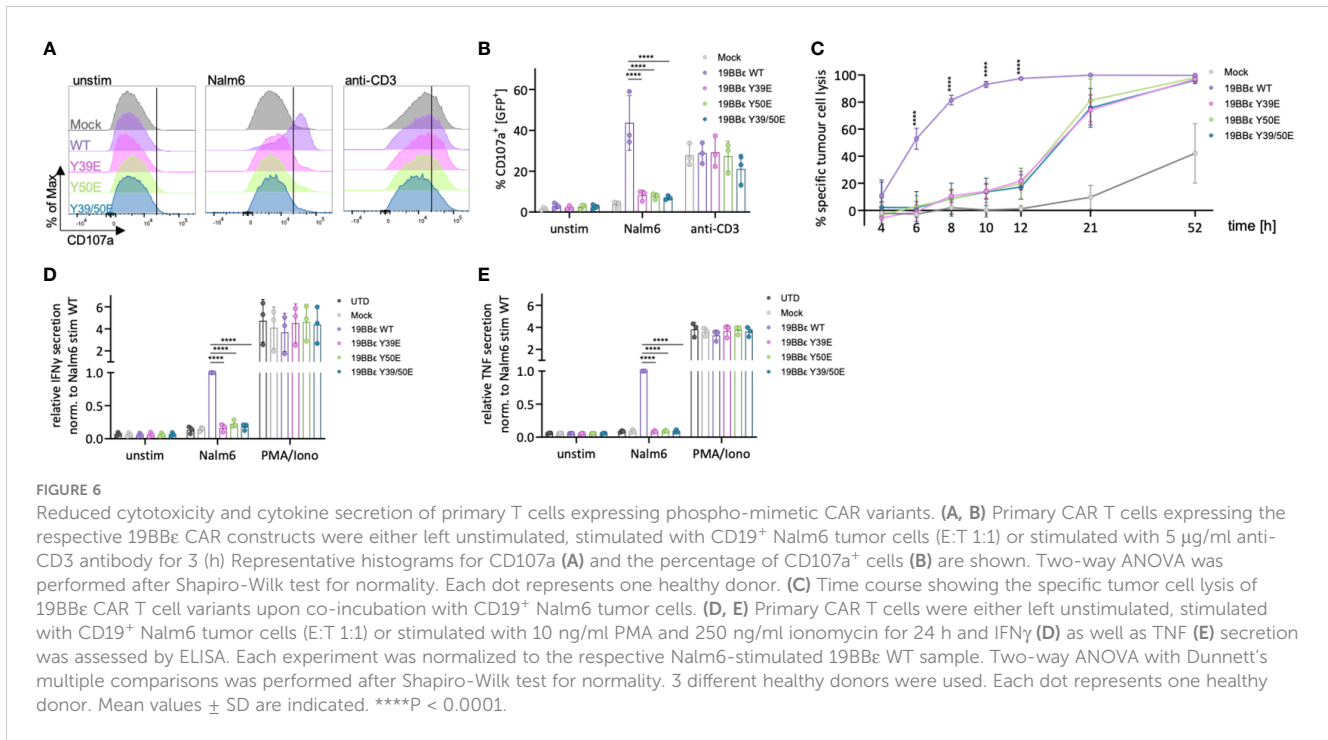 A
unstim
Nalm6
anti-CD3
Mock
WT
Y39E
Y50E
Y39/50E
% of Max
CD107a
-10⁴ 0 10⁴ 10⁵
-10⁴ 0 10⁴ 10⁵
-10⁴ 0 10⁴ 10⁵
B
% CD107a⁺ [GFP⁺]
60
40
20
0
****
****
****
unstim
Nalm6
anti-CD3
Mock
19BBε WT
19BBε Y39E
19BBε Y50E
19BBε Y39/50E
C
% specific tumour cell lysis
100
80
60
40
20
0
****
****
****
****
4 6 8 10 12 21 52
time [h]
Mock
19BBε WT
19BBε Y39E
19BBε Y50E
19BBε Y39/50E
D
relative IFNγ secretion
norm. to Nalm6 stim WT
6
4
2
1.0
0.5
0.0
****
****
****
unstim
Nalm6
PMA/Iono
UTD
Mock
19BBε WT
19BBε Y39E
19BBε Y50E
19BBε Y39/50E
E
relative TNF secretion
norm. to Nalm6 stim WT
6
4
2
1.0
0.5
0.0
****
****
****
unstim
Nalm6
PMA/Iono
UTD
Mock
19BBε WT
19BBε Y39E
19BBε Y50E
19BBε Y39/50E
FIGURE 6
Reduced cytotoxicity and cytokine secretion of primary T cells expressing phospho-mimetic CAR variants. (A, B) Primary CAR T cells expressing the
respective 19BBε CAR constructs were either left unstimulated, stimulated with CD19⁺ Nalm6 tumor cells (E:T 1:1) or stimulated with 5 µg/ml anti-
CD3 antibody for 3 (h) Representative histograms for CD107a (A) and the percentage of CD107a⁺ cells (B) are shown. Two-way ANOVA was
performed after Shapiro-Wilk test for normality. Each dot represents one healthy donor. (C) Time course showing the specific tumor cell lysis of
19BBε CAR T cell variants upon co-incubation with CD19⁺ Nalm6 tumor cells. (D, E) Primary CAR T cells were either left unstimulated, stimulated
with CD19⁺ Nalm6 tumor cells (E:T 1:1) or stimulated with 10 ng/ml PMA and 250 ng/ml ionomycin for 24 h and IFNγ (D) as well as TNF (E) secretion
was assessed by ELISA. Each experiment was normalized to the respective Nalm6-stimulated 19BBε WT sample. Two-way ANOVA with Dunnett's
multiple comparisons was performed after Shapiro-Wilk test for normality. 3 different healthy donors were used. Each dot represents one healthy
donor. Mean values ± SD are indicated. ****P < 0.0001.